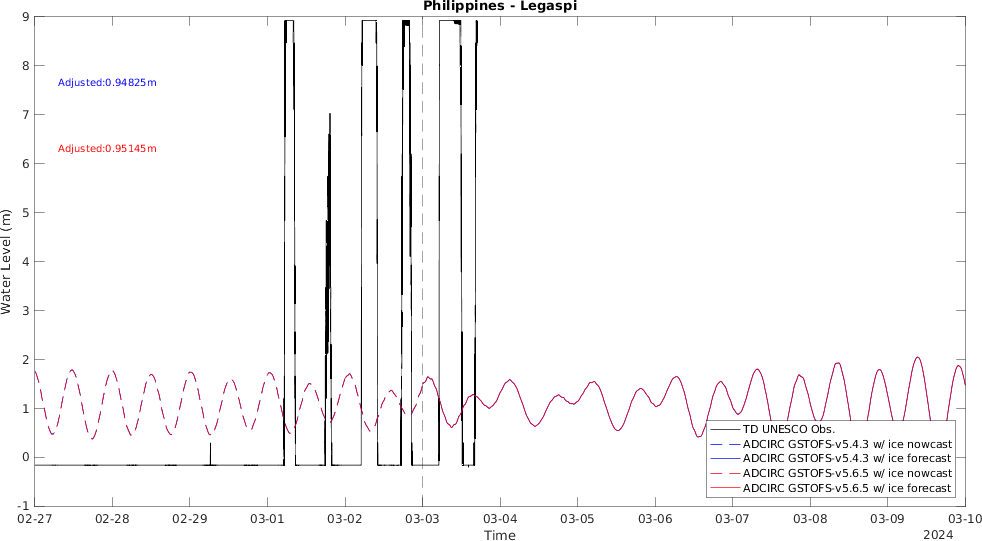 Philippines - Legaspi
9
8
Adjusted:0.94825m
7
Adjusted:0.95145m
6
5
4
3
2
1
0
-1
Water Level (m)
TD UNESCO Obs.
ADCIRC GSTOFS-v5.4.3 w/ ice nowcast
ADCIRC GSTOFS-v5.4.3 w/ ice forecast
ADCIRC GSTOFS-v5.6.5 w/ ice nowcast
ADCIRC GSTOFS-v5.6.5 w/ ice forecast
02-27 02-28 02-29 03-01 03-02 03-03 03-04 03-05 03-06 03-07 03-08 03-09 03-10
Time
2024